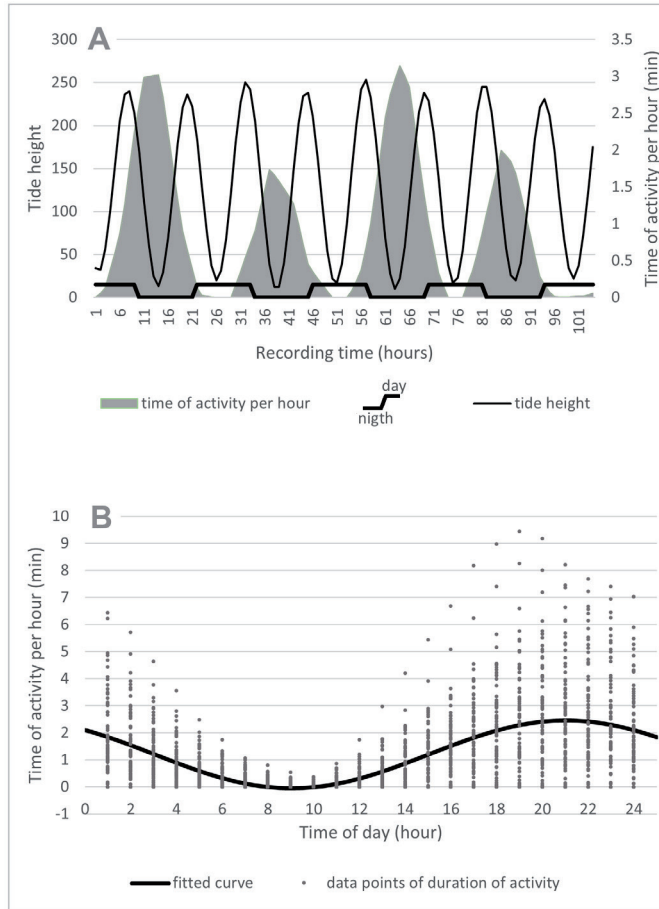 A
300
250
200
150
100
50
0
3.5
3
2.5
2
1.5
1
0.5
0
Tide height
Time of activity per hour (min)
1 6 11 16 21 26 31 36 41 46 51 56 61 66 71 76 81 86 91 96 101
Recording time (hours)
time of activity per hour
day
nigth
tide height
B
10
9
8
7
6
5
4
3
2
1
0
-1
Time of activity per hour (min)
0 2 4 6 8 10 12 14 16 18 20 22 24
Time of day (hour)
fitted curve
data points of duration of activity